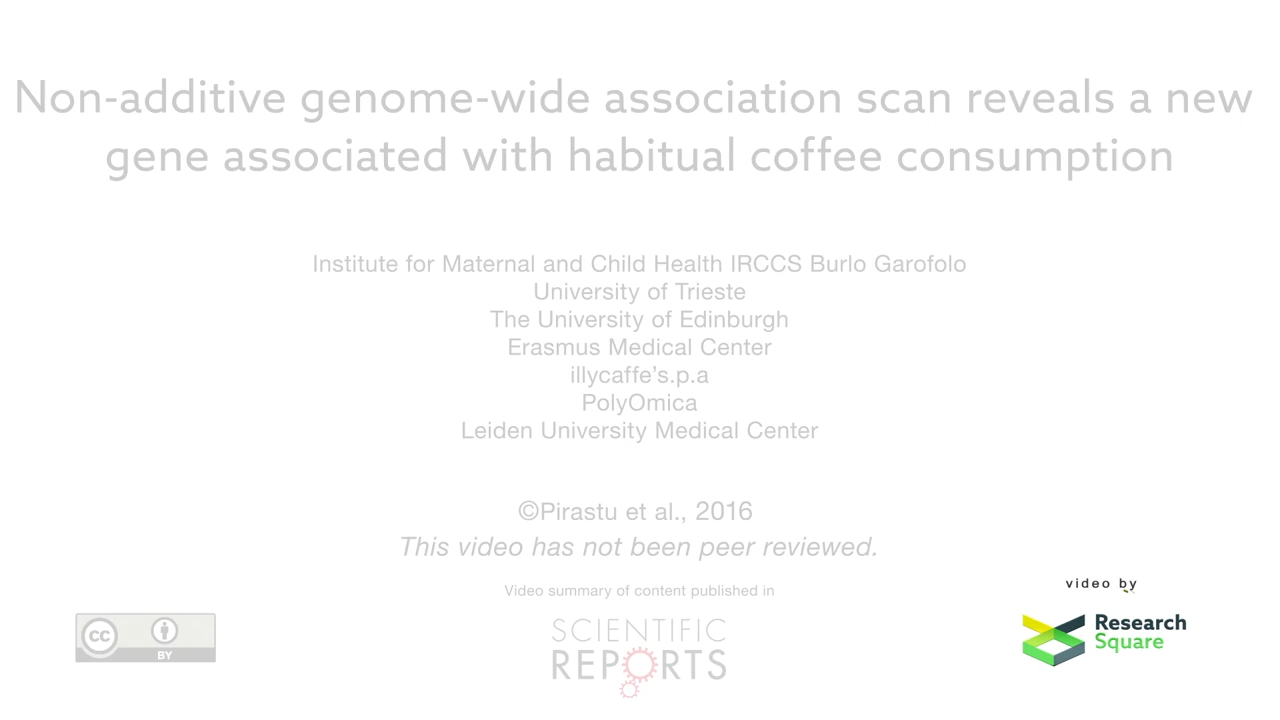 Non-additive genome-wide association scan reveals a new
gene associated with habitual coffee consumption
Institute for Maternal and Child Health IRCCS Burlo Garofolo
University of Trieste
The University of Edinburgh
Erasmus Medical Center
illycaffe's.p.a
PolyOmica
Leiden University Medical Center
©Pirastu et al., 2016
This video has not been peer reviewed.
Video summary of content published in
SCIENTIFIC
REPORTS
cc
BY
video by
Research
Square